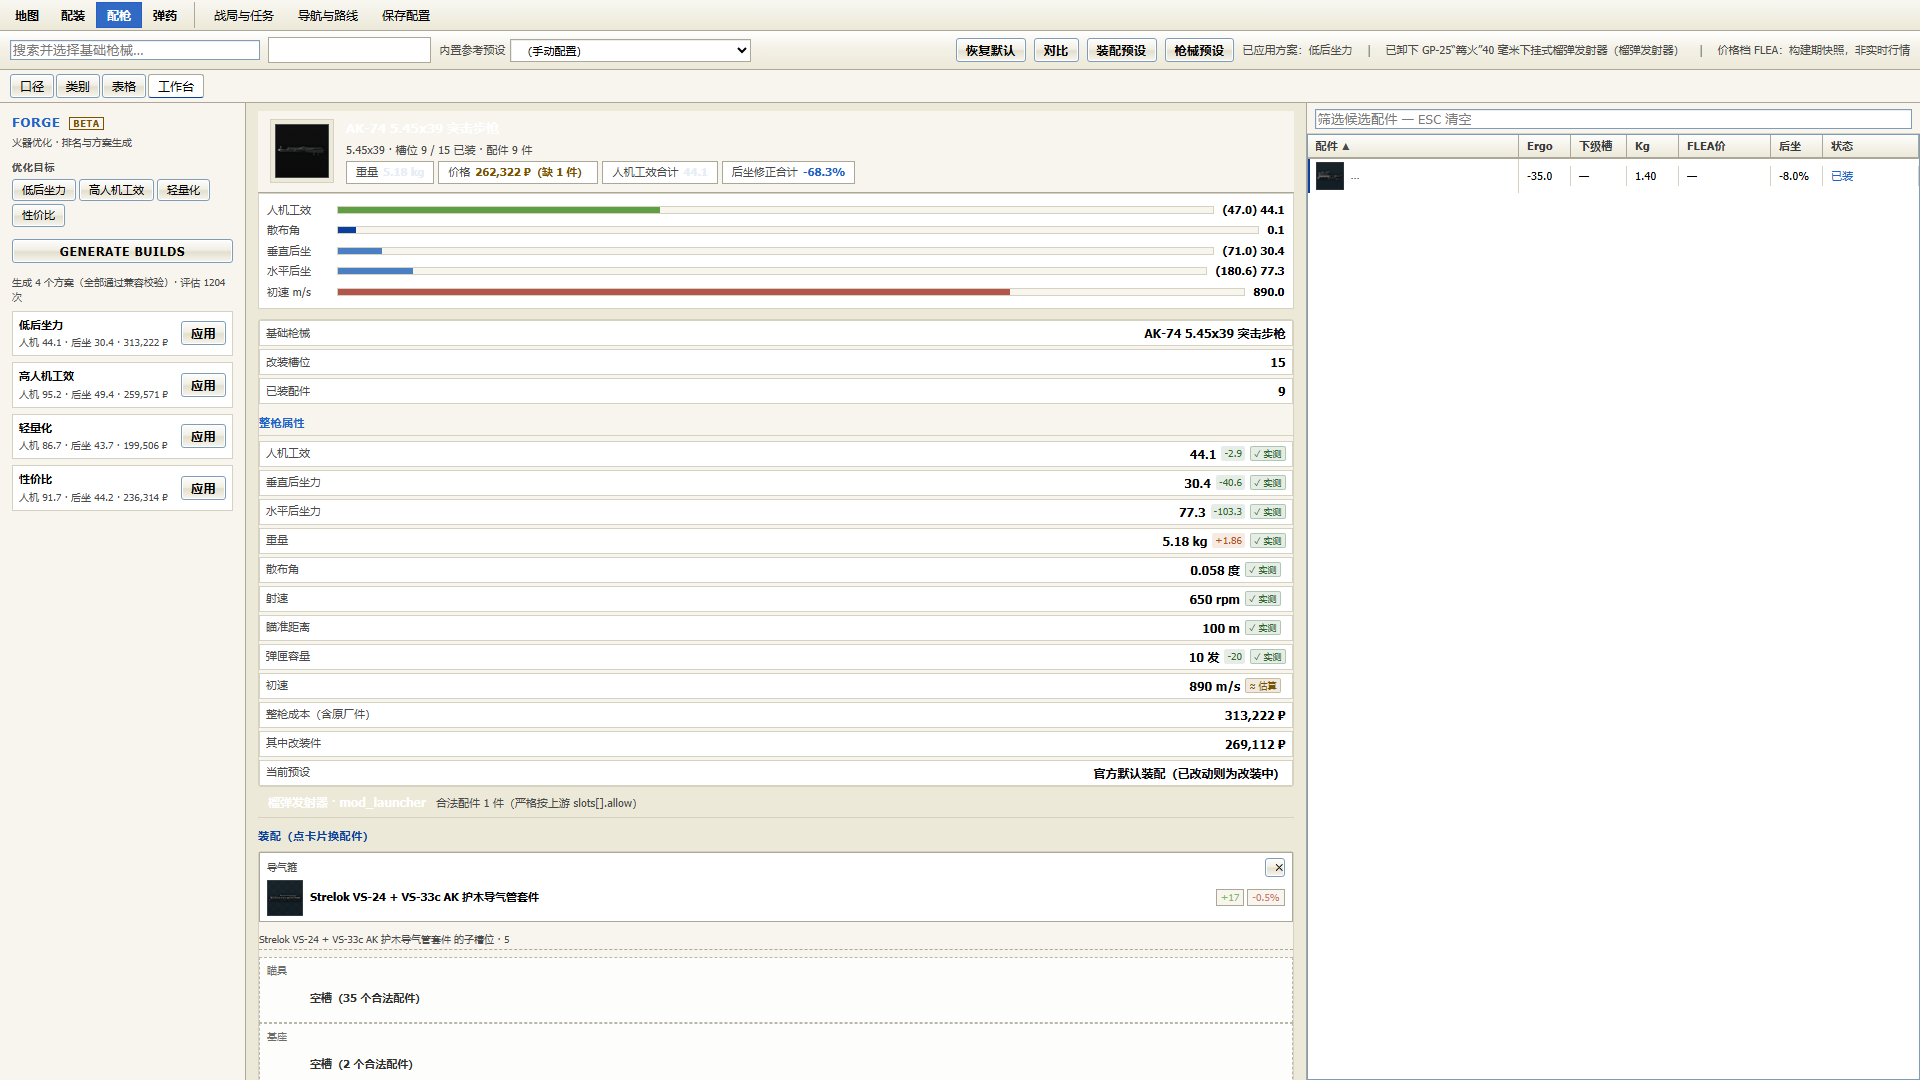 地图 配装 配枪 弹药 战局与任务 导航与路线 保存配置
搜索并选择基础枪械... 内置参考预设 (手动配置) 恢复默认 对比 装配预设 枪械预设 已应用方案：低后坐力 | 已卸下 GP-25“篝火”40 毫米下挂式榴弹发射器（榴弹发射器） | 价格档 FLEA：构建期快照，非实时行情
口径 类别 表格 工作台
FORGE BETA
火器优化 · 排名与方案生成
优化目标
低后坐力 高人机工效 轻量化
性价比
GENERATE BUILDS
生成 4 个方案（全部通过兼容校验）· 评估 1204
次
低后坐力
人机 44.1 · 后坐 30.4 · 313,222 ₽ 应用
高人机工效
人机 95.2 · 后坐 49.4 · 259,571 ₽ 应用
轻量化
人机 86.7 · 后坐 43.7 · 199,506 ₽ 应用
性价比
人机 91.7 · 后坐 44.2 · 236,314 ₽ 应用
AK-74 5.45x39 突击步枪
5.45x39 · 槽位 9 / 15 已装 · 配件 9 件
重量 5.18 kg 价格 262,322 ₽（缺 1 件） 人机工效合计 44.1 后坐修正合计 -68.3%
人机工效 (47.0) 44.1
散布角 0.1
垂直后坐 (71.0) 30.4
水平后坐 (180.6) 77.3
初速 m/s 890.0
基础枪械 AK-74 5.45x39 突击步枪
改装槽位 15
已装配件 9
整枪属性
人机工效 44.1 -2.9 ✓ 实测
垂直后坐力 30.4 -40.6 ✓ 实测
水平后坐力 77.3 -103.3 ✓ 实测
重量 5.18 kg +1.86 ✓ 实测
散布角 0.058 度 ✓ 实测
射速 650 rpm ✓ 实测
瞄准距离 100 m ✓ 实测
弹匣容量 10 发 -20 ✓ 实测
初速 890 m/s ≈ 估算
整枪成本（含原厂件） 313,222 ₽
其中改装件 269,112 ₽
当前预设 官方默认装配（已改动则为改装中）
榴弹发射器 · mod_launcher 合法配件 1 件（严格按上游 slots[].allow）
装配（点卡片换配件）
导气箍 ×
Strelok VS-24 + VS-33c AK 护木导气管套件 +17 -0.5%
Strelok VS-24 + VS-33c AK 护木导气管套件 的子槽位 · 5
瞄具
空槽（35 个合法配件）
基座
空槽（2 个合法配件）
筛选候选配件 — ESC 清空
配件 ▲ Ergo 下级槽 Kg FLEA价 后坐 状态
... -35.0 — 1.40 — -8.0% 已装